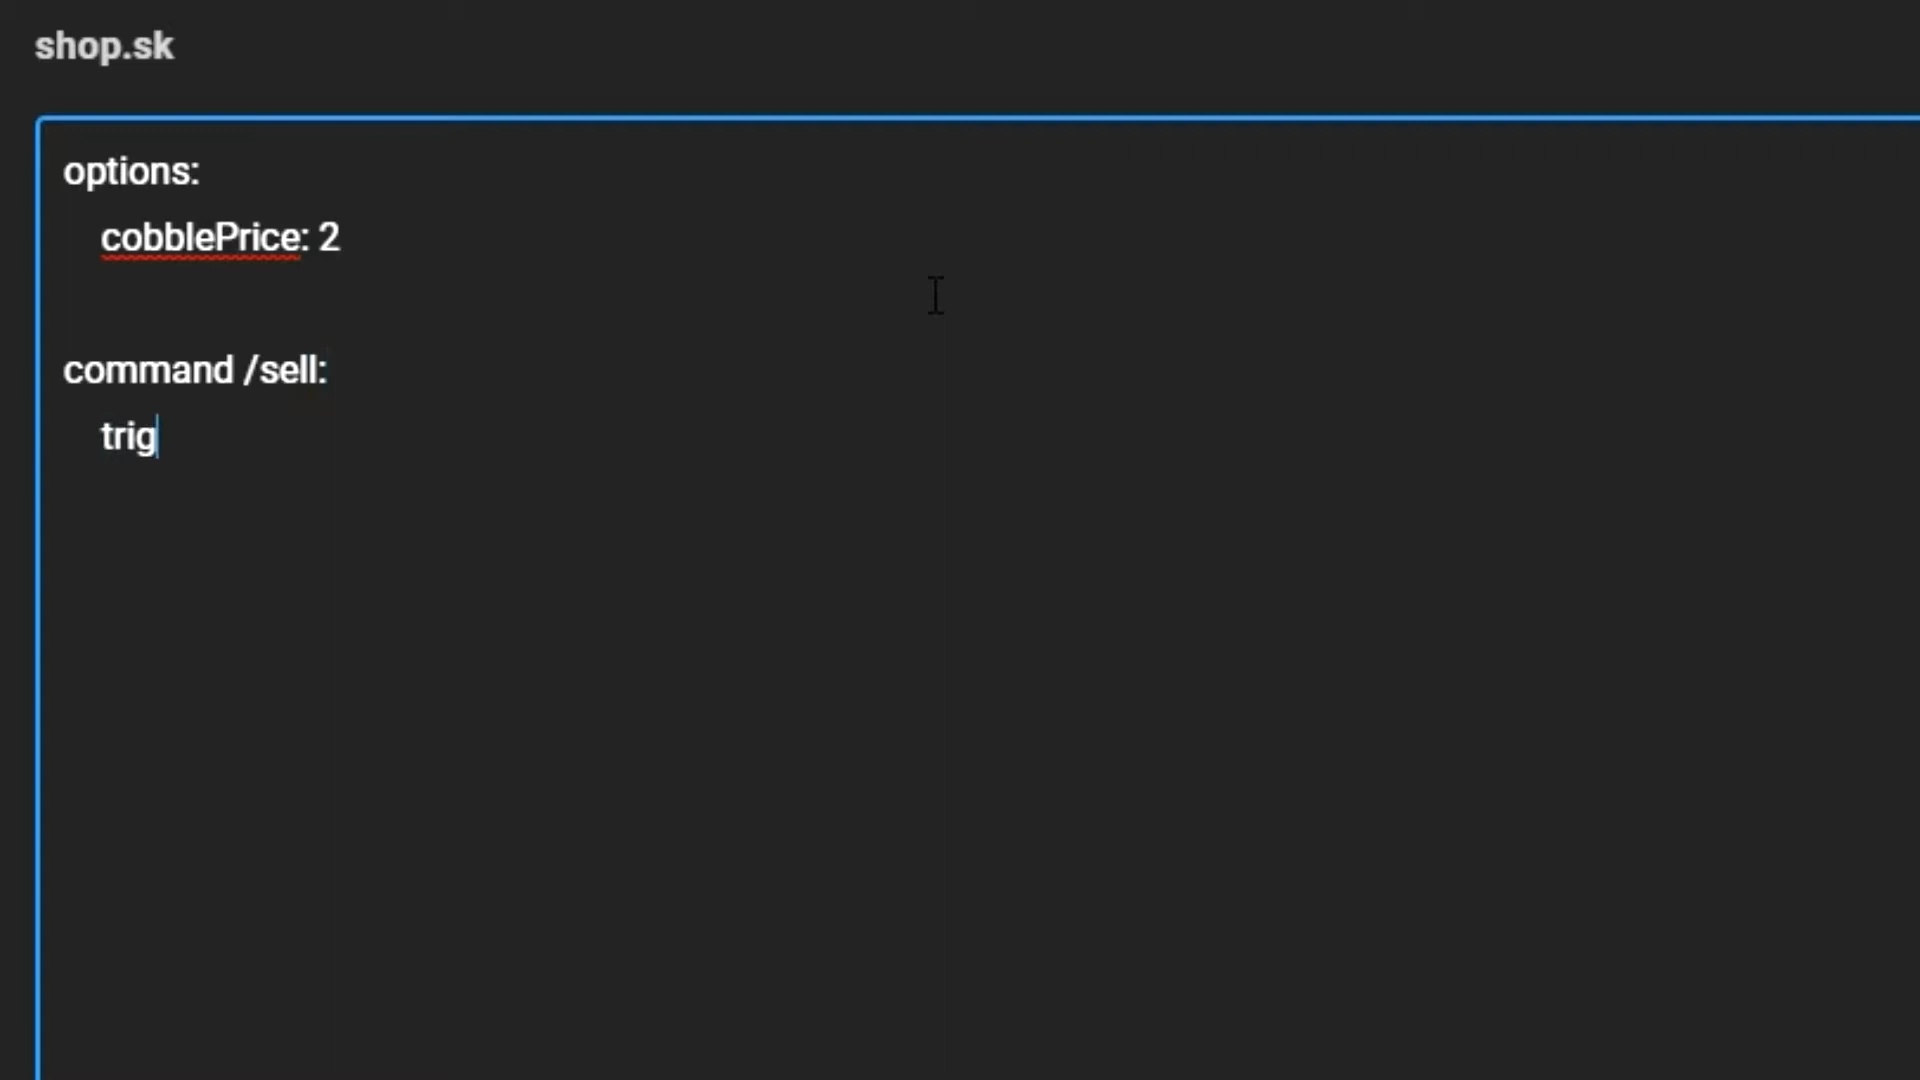 shop.sk
options:
cobblePrice: 2
command /sell:
trig